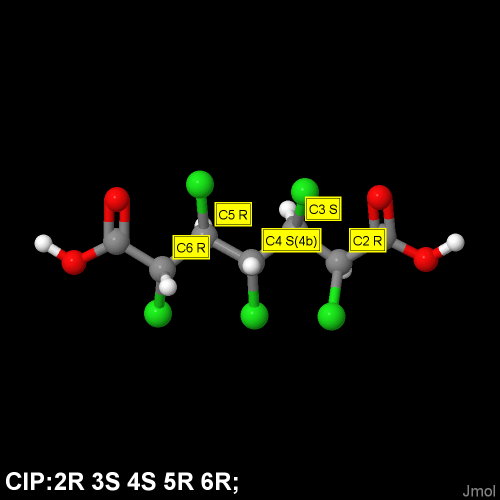 C5 R
C3 S
C6 R
C4 S(4b)
C2 R
CIP:2R 3S 4S 5R 6R;
Jmol